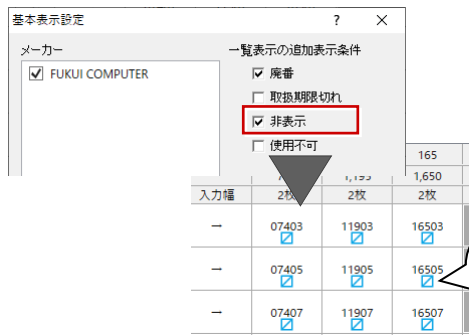 基本表示設定 ? ×
メーカー
FUKUI COMPUTER
一覧表示の追加表示条件
廃番
取扱期限切れ
非表示
使用不可
165
1,195 1,650
入力幅 2枚 2枚 2枚
→ 07403 11903 16503
→ 07405 11905 16505
→ 07407 11907 16507